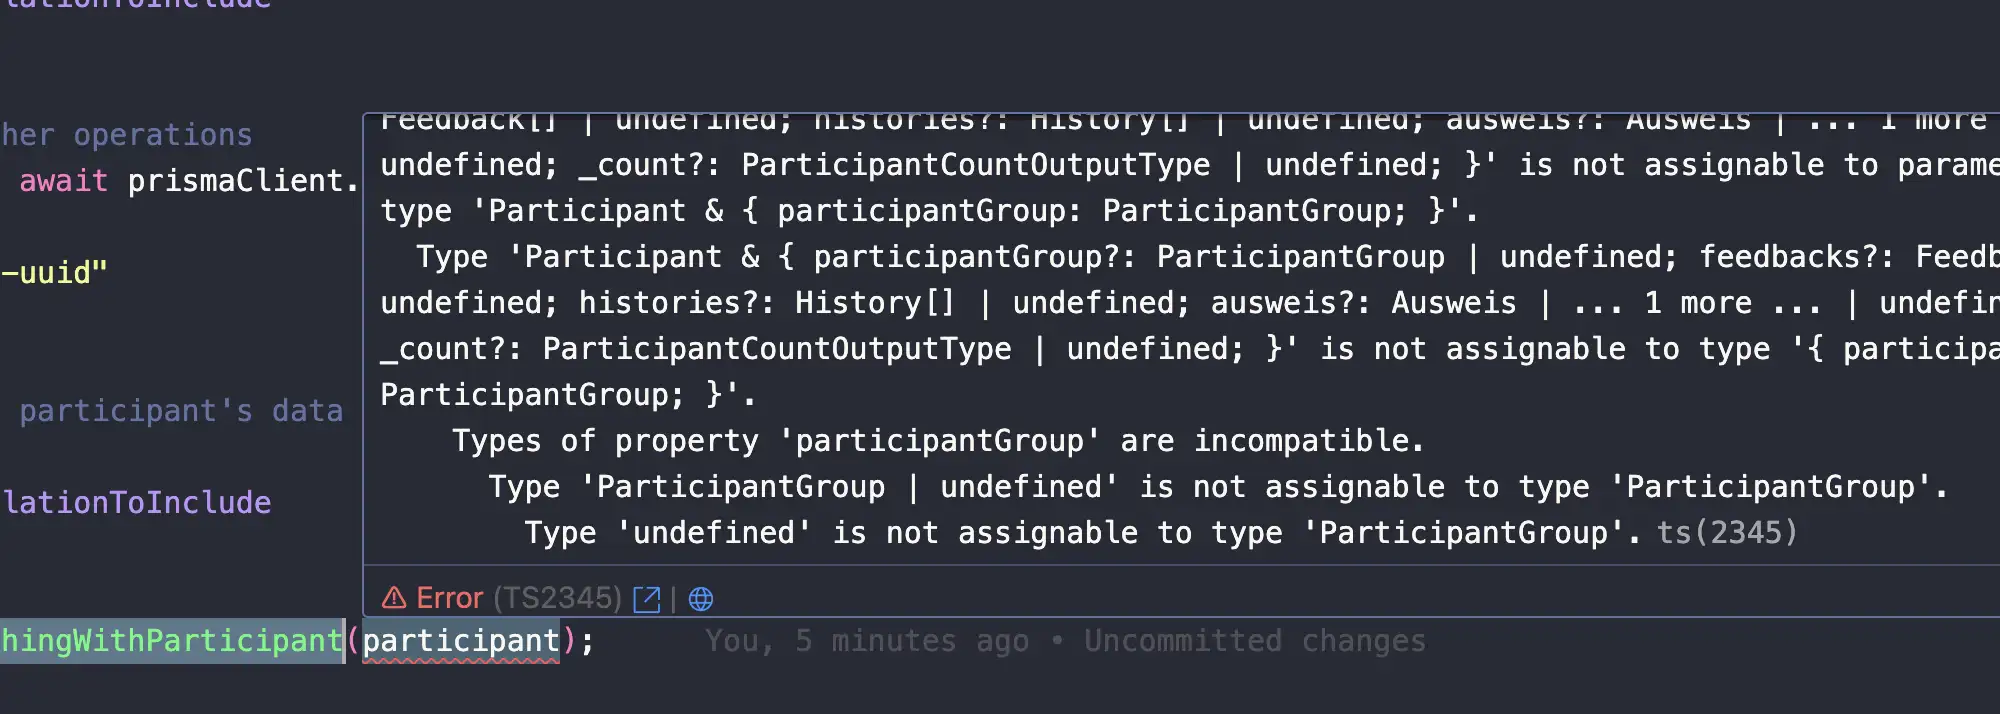 lationToInclude
her operations
await prismaClient.
-uuid"
participant's data
lationToInclude
Feedback[] | undefined; histories?: History[] | undefined; ausweis?: Ausweis | ... 1 more
undefined; _count?: ParticipantCountOutputType | undefined; }' is not assignable to parame
type 'Participant & { participantGroup: ParticipantGroup; }'.
Type 'Participant & { participantGroup?: ParticipantGroup | undefined; feedbacks?: Feedb
undefined; histories?: History[] | undefined; ausweis?: Ausweis | ... 1 more ... | undefin
_count?: ParticipantCountOutputType | undefined; }' is not assignable to type '{ participa
ParticipantGroup; }'.
Types of property 'participantGroup' are incompatible.
Type 'ParticipantGroup | undefined' is not assignable to type 'ParticipantGroup'.
Type 'undefined' is not assignable to type 'ParticipantGroup'. ts(2345)
Error (TS2345) |
hingWithParticipant(participant); You, 5 minutes ago • Uncommitted changes